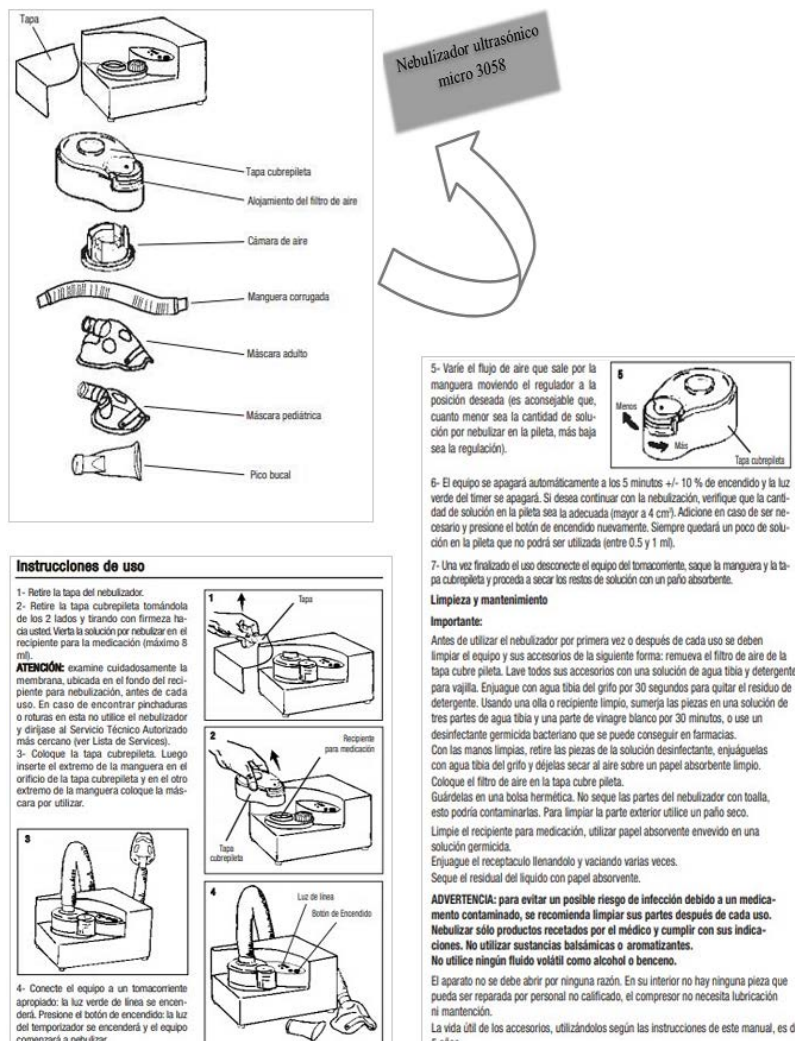 Tapa
Nebulizador ultrasónico
micro 3058
Tapa cubrepileta
Alojamiento del filtro de aire
Cámara de aire
Manguera corrugada
Máscara adulto
Máscara pediátrica
Pico bucal
Instrucciones de uso
1- Retire la tapa del nebulizador.
2- Retire la tapa cubrepileta tomándola
de los 2 lados y tirando con firmeza ha-
cia usted. Vierta la solución por nebulizar en el
recipiente para la medicación (máximo 8
ml).
ATENCIÓN: examine cuidadosamente la
membrana, ubicada en el fondo del reci-
piente para nebulización, antes de cada
uso. En caso de encontrar pinchaduras
o roturas en esta no utilice el nebulizador
y diríjase al Servicio Técnico Autorizado
más cercano (ver Lista de Services).
3- Coloque la tapa cubrepileta. Luego
inserte el extremo de la manguera en el
orificio de la tapa cubrepileta y en el otro
extremo de la manguera coloque la más-
cara por utilizar.
1
Tapa
2
Recipiente
para medicación
Tapa
cubrepileta
3
4- Conecte el equipo a un tomacorriente
apropiado: la luz verde de línea se encen-
derá. Presione el botón de encendido: la luz
del temporizador se encenderá y el equipo
comenzará a nebulizar.
4
Luz de línea
Botón de Encendido
5- Varíe el flujo de aire que sale por la
manguera moviendo el regulador a la
posición deseada (es aconsejable que,
cuanto menor sea la cantidad de solu-
ción por nebulizar en la pileta, más baja
sea la regulación).
5
Menos
Más
Tapa cubrepileta
6- El equipo se apagará automáticamente a los 5 minutos +/- 10 % de encendido y la luz
verde del timer se apagará. Si desea continuar con la nebulización, verifique que la canti-
dad de solución en la pileta sea la adecuada (mayor a 4 cm³). Adicione en caso de ser ne-
cesario y presione el botón de encendido nuevamente. Siempre quedará un poco de solu-
ción en la pileta que no podrá ser utilizada (entre 0.5 y 1 ml).
7- Una vez finalizado el uso desconecte el equipo del tomacorriente, saque la manguera y la ta-
pa cubrepileta y proceda a secar los restos de solución con un paño absorbente.
Limpieza y mantenimiento
Importante:
Antes de utilizar el nebulizador por primera vez o después de cada uso se deben
limpiar el equipo y sus accesorios de la siguiente forma: remueva el filtro de aire de la
tapa cubre pileta. Lave todos sus accesorios con una solución de agua tibia y detergente
para vajilla. Enjuague con agua tibia del grifo por 30 segundos para quitar el residuo de
detergente. Usando una olla o recipiente limpio, sumerja las piezas en una solución de
tres partes de agua tibia y una parte de vinagre blanco por 30 minutos, o use un
desinfectante germicida bacteriano que se puede conseguir en farmacias.
Con las manos limpias, retire las piezas de la solución desinfectante, enjuáguelas
con agua tibia del grifo y déjelas secar al aire sobre un papel absorbente limpio.
Coloque el filtro de aire en la tapa cubre pileta.
Guárdelas en una bolsa hermética. No seque las partes del nebulizador con toalla,
esto podría contaminarlas. Para limpiar la parte exterior utilice un paño seco.
Limpie el recipiente para medicación, utilizar papel absorvente envevido en una
solución germicida.
Enjuague el receptaculo llenandolo y vaciando varias veces.
Seque el residual del liquido con papel absorvente.
ADVERTENCIA: para evitar un posible riesgo de infección debido a un medica-
mento contaminado, se recomienda limpiar sus partes después de cada uso.
Nebulizar sólo productos recetados por el médico y cumplir con sus indica-
ciones. No utilizar sustancias balsámicas o aromatizantes.
No utilice ningún fluido volátil como alcohol o benceno.
El aparato no se debe abrir por ninguna razón. En su interior no hay ninguna pieza que
pueda ser reparada por personal no calificado, el compresor no necesita lubricación
ni mantención.
La vida útil de los accesorios, utilizándolos según las instrucciones de este manual, es d
5 años